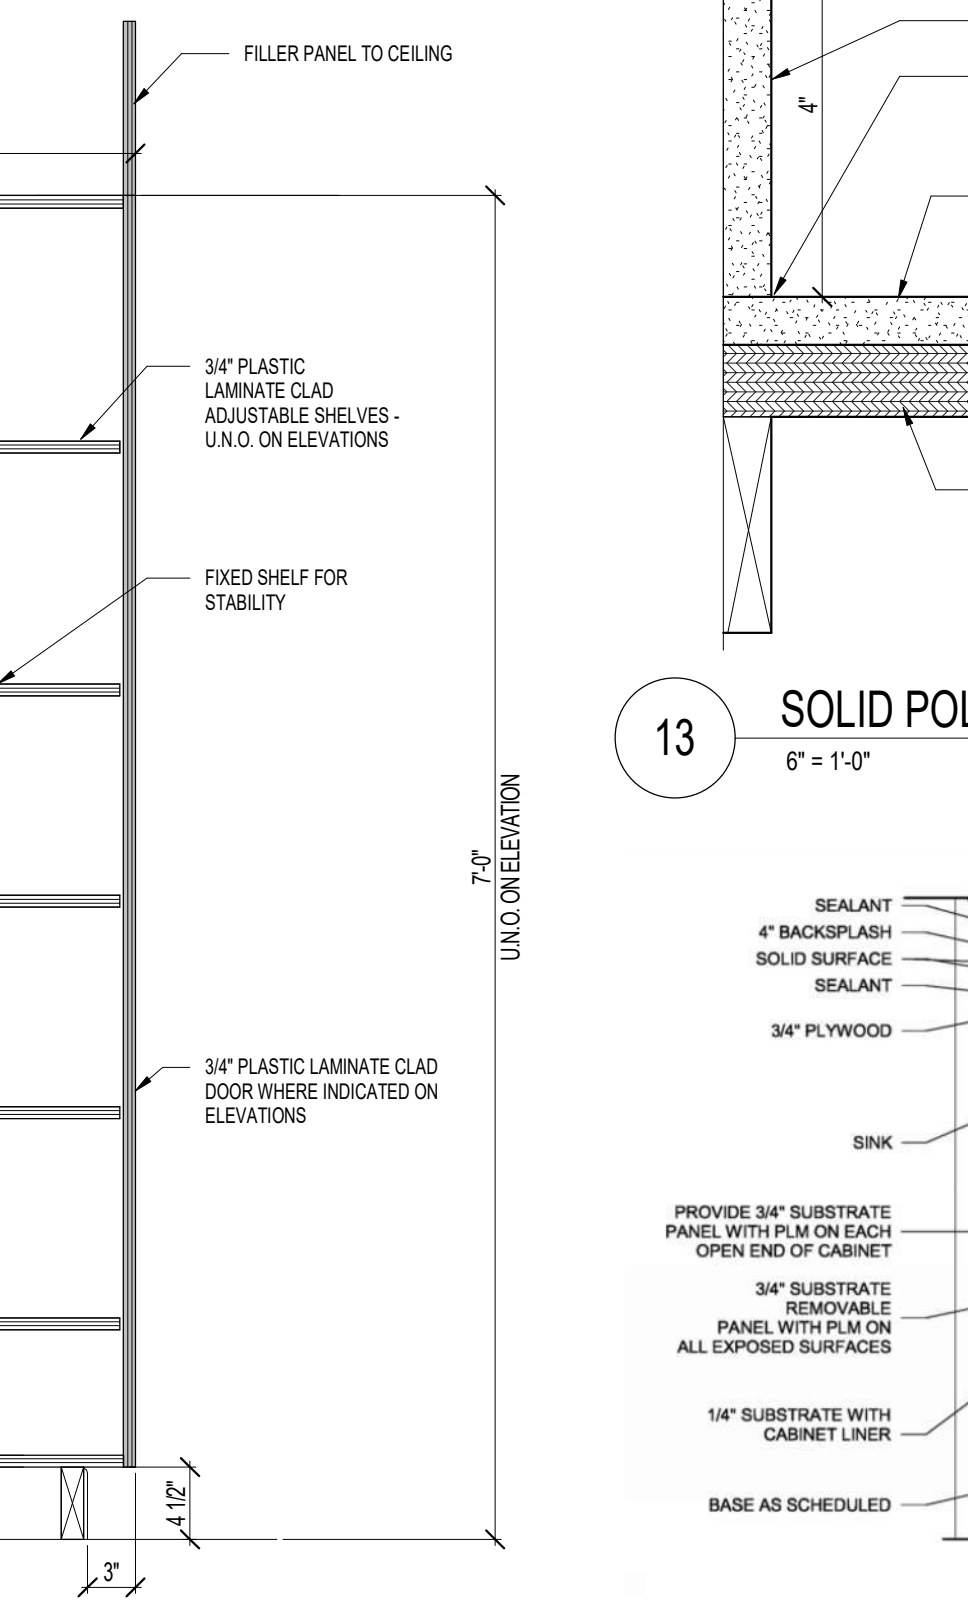 FILLER PANEL TO CEILING
3/4" PLASTIC
LAMINATE CLAD
ADJUSTABLE SHELVES -
U.N.O. ON ELEVATIONS
FIXED SHELF FOR
STABILITY
7'-0"
U.N.O. ON ELEVATION
3/4" PLASTIC LAMINATE CLAD
DOOR WHERE INDICATED ON
ELEVATIONS
4 1/2"
3"
4"
13
SOLID POL
6" = 1'-0"
SEALANT
4" BACKSPLASH
SOLID SURFACE
SEALANT
3/4" PLYWOOD
SINK
PROVIDE 3/4" SUBSTRATE
PANEL WITH PLM ON EACH
OPEN END OF CABINET
3/4" SUBSTRATE
REMOVABLE
PANEL WITH PLM ON
ALL EXPOSED SURFACES
1/4" SUBSTRATE WITH
CABINET LINER
BASE AS SCHEDULED